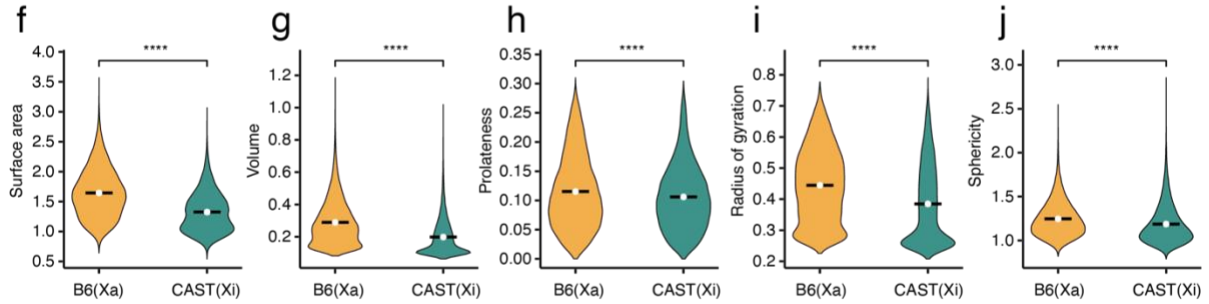 f
****
4.0
3.5
3.0
2.5
2.0
1.5
1.0
0.5
Surface area
B6(Xa) CAST(Xi)
g
****
1.2
1.0
0.8
0.6
0.4
0.2
Volume
B6(Xa) CAST(Xi)
h
****
0.35
0.30
0.25
0.20
0.15
0.10
0.05
0.00
Prolateness
B6(Xa) CAST(Xi)
i
****
0.8
0.7
0.6
0.5
0.4
0.3
0.2
Radius of gyration
B6(Xa) CAST(Xi)
j
****
3.0
2.5
2.0
1.5
1.0
Sphericity
B6(Xa) CAST(Xi)